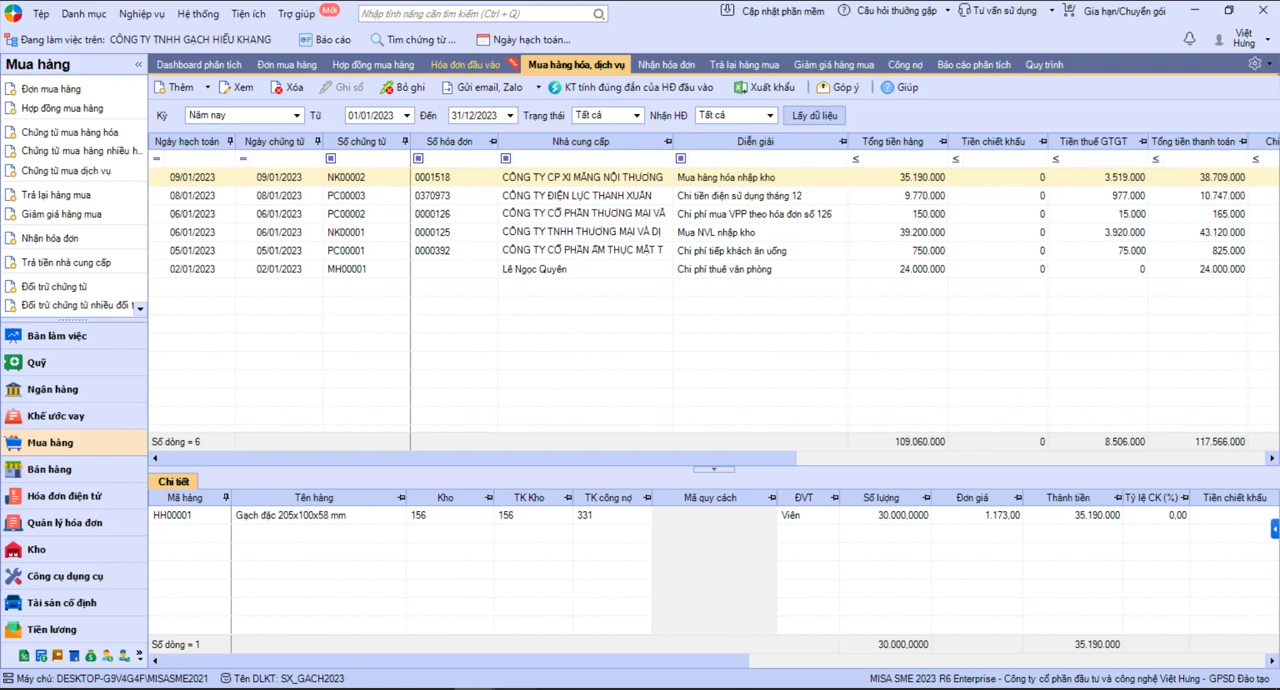 Tệp Danh mục Nghiệp vụ Hệ thống Tiện ích Trợ giúp Mới Nhập tính năng cần tìm kiếm (Ctrl + Q) Cập nhật phần mềm Câu hỏi thường gặp Tư vấn sử dụng Gia hạn/Chuyển gói
Đang làm việc trên: CÔNG TY TNHH GẠCH HIẾU KHANG Báo cáo Tìm chứng từ ... Ngày hạch toán... Việt Hưng
Mua hàng «
Dashboard phân tích Đơn mua hàng Hợp đồng mua hàng Hóa đơn đầu vào Mua hàng hóa, dịch vụ Nhận hóa đơn Trả lại hàng mua Giảm giá hàng mua Công nợ Báo cáo phân tích Quy trình
Thêm Xem Xóa Ghi sổ Bỏ ghi Gửi email, Zalo KT tính đúng đắn của HĐ đầu vào Xuất khẩu Góp ý Giúp
Kỳ Năm nay Từ 01/01/2023 Đến 31/12/2023 Trạng thái Tất cả Nhận HĐ Tất cả Lấy dữ liệu
Đơn mua hàng
Hợp đồng mua hàng
Chứng từ mua hàng hóa
Chứng từ mua hàng nhiều h..
Chứng từ mua dịch vụ
Trả lại hàng mua
Giảm giá hàng mua
Nhận hóa đơn
Trả tiền nhà cung cấp
Đối trừ chứng từ
Đối trừ chứng từ nhiều đối t
Bàn làm việc
Quỹ
Ngân hàng
Khế ước vay
Mua hàng
Bán hàng
Hóa đơn điện tử
Quản lý hóa đơn
Kho
Công cụ dụng cụ
Tài sản cố định
Tiền lương
Ngày hạch toán Ngày chứng từ Số chứng từ Số hóa đơn Nhà cung cấp Diễn giải Tổng tiền hàng Tiền chiết khấu Tiền thuế GTGT Tổng tiền thanh toán Chi
= = ≤ ≤ ≤ ≤ ≤
09/01/2023 09/01/2023 NK00002 0001518 CÔNG TY CP XI MĂNG NỘI THƯƠNG Mua hàng hóa nhập kho 35.190.000 0 3.519.000 38.709.000
08/01/2023 08/01/2023 PC00003 0370973 CÔNG TY ĐIỆN LỰC THANH XUÂN Chi tiền điện sử dụng tháng 12 9.770.000 0 977.000 10.747.000
06/01/2023 06/01/2023 PC00002 0000126 CÔNG TY CỔ PHẦN THƯƠNG MẠI VÀ Chi phí mua VPP theo hóa đơn số 126 150.000 0 15.000 165.000
06/01/2023 06/01/2023 NK00001 0000125 CÔNG TY TNHH THƯƠNG MẠI VÀ DỊ Mua NVL nhập kho 39.200.000 0 3.920.000 43.120.000
05/01/2023 05/01/2023 PC00001 0000392 CÔNG TY CỔ PHẦN ẨM THỰC MẶT T Chi phí tiếp khách ăn uống 750.000 0 75.000 825.000
02/01/2023 02/01/2023 MH00001 Lê Ngọc Quyên Chi phí thuê văn phòng 24.000.000 0 0 24.000.000
Số dòng = 6 109.060.000 0 8.506.000 117.566.000
Chi tiết
Mã hàng Tên hàng Kho TK Kho TK công nợ Mã quy cách ĐVT Số lượng Đơn giá Thành tiền Tỷ lệ CK (%) Tiền chiết khấu
HH00001 Gạch đặc 205x100x58 mm 156 156 331 Viên 30.000,0000 1.173,00 35.190.000 0,00
Số dòng = 1 30.000,0000 35.190.000
Máy chủ: DESKTOP-G9V4G4F\MISASME2021 Tên DLKT: SX_GACH2023 MISA SME 2023 R6 Enterprise - Công ty cổ phần đầu tư và công nghệ Việt Hưng - GPSD Đào tạo